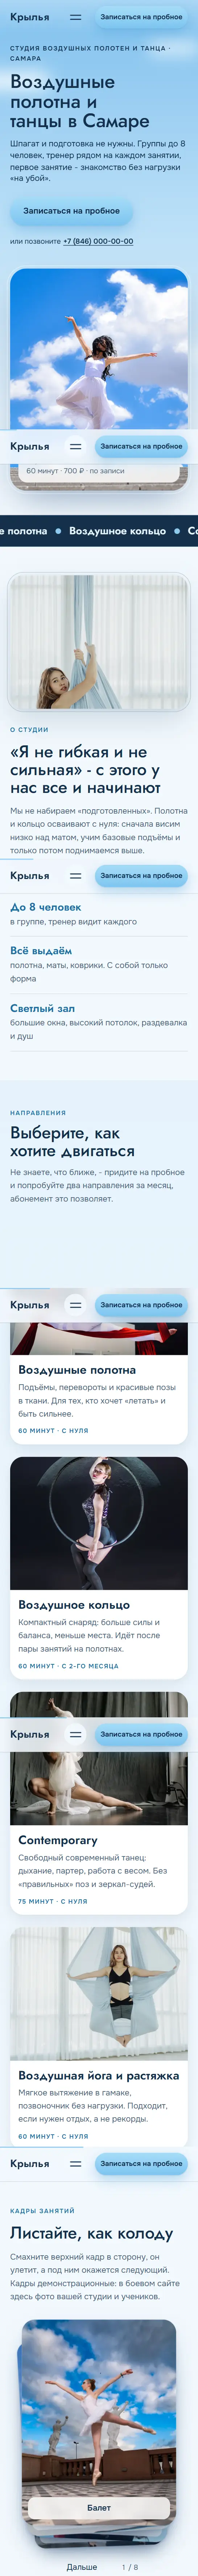 Крылья
Записаться на пробное
СТУДИЯ ВОЗДУШНЫХ ПОЛОТЕН И ТАНЦА ·
САМАРА
Воздушные
полотна и
танцы в Самаре
Шпагат и подготовка не нужны. Группы до 8
человек, тренер рядом на каждом занятии,
первое занятие - знакомство без нагрузки
«на убой».
Записаться на пробное
или позвоните +7 (846) 000-00-00
Крылья
Записаться на пробное
60 минут · 700 ₽ · по записи
е полотна • Воздушное кольцо • Co
О СТУДИИ
«Я не гибкая и не
сильная» - с этого у
нас все и начинают
Мы не набираем «подготовленных». Полотна
и кольцо осваивают с нуля: сначала висим
низко над матом, учим базовые подъёмы и
только потом поднимаемся выше.
Крылья
Записаться на пробное
До 8 человек
в группе, тренер видит каждого
Всё выдаём
полотна, маты, коврики. С собой только
форма
Светлый зал
большие окна, высокий потолок, раздевалка
и душ
НАПРАВЛЕНИЯ
Выберите, как
хотите двигаться
Не знаете, что ближе, - придите на пробное
и попробуйте два направления за месяц,
абонемент это позволяет.
Крылья
Записаться на пробное
Воздушные полотна
Подъёмы, перевороты и красивые позы
в ткани. Для тех, кто хочет «летать» и
быть сильнее.
60 МИНУТ · С НУЛЯ
Воздушное кольцо
Компактный снаряд: больше силы и
баланса, меньше места. Идёт после
пары занятий на полотнах.
60 МИНУТ · С 2-ГО МЕСЯЦА
Крылья
Записаться на пробное
Contemporary
Свободный современный танец:
дыхание, партер, работа с весом. Без
«правильных» поз и зеркал-судей.
75 МИНУТ · С НУЛЯ
Воздушная йога и растяжка
Мягкое вытяжение в гамаке,
позвоночник без нагрузки. Подходит,
если нужен отдых, а не рекорды.
60 МИНУТ · С НУЛЯ
Крылья
Записаться на пробное
КАДРЫ ЗАНЯТИЙ
Листайте, как колоду
Смахните верхний кадр в сторону, он
улетит, а под ним окажется следующий.
Кадры демонстрационные: в боевом сайте
здесь фото вашей студии и учеников.
Балет
Дальше 1 / 8